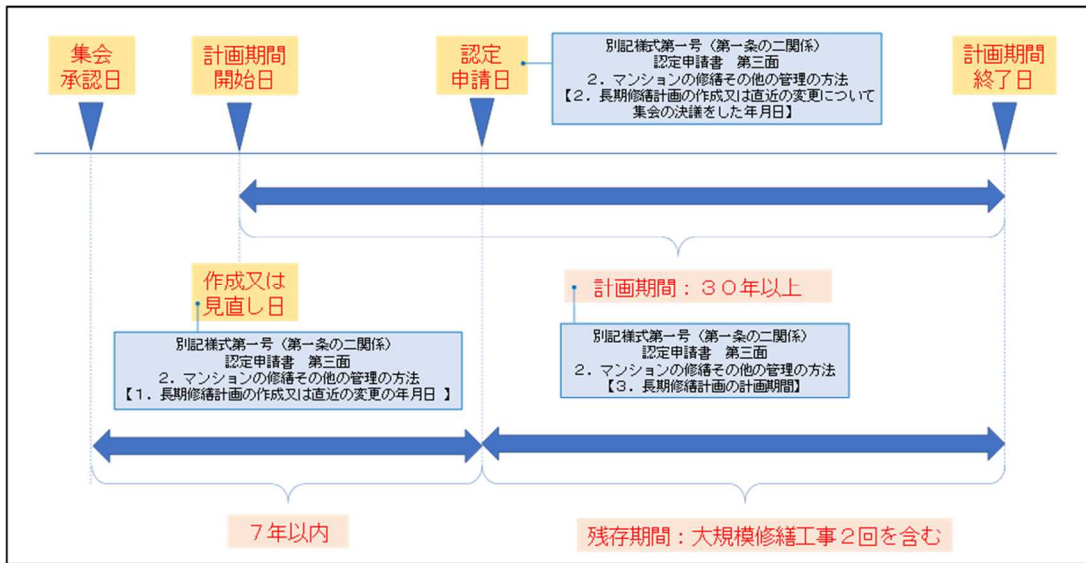 集会
承認日
計画期間
開始日
認定
申請日
別記様式第一号（第一条の二関係）
認定申請書　第三面
２．マンションの修繕その他の管理の方法
【２．長期修繕計画の作成又は直近の変更について
集会の決議をした年月日】
計画期間
終了日
作成又は
見直し日
計画期間：３０年以上
別記様式第一号（第一条の二関係）
認定申請書　第三面
２．マンションの修繕その他の管理の方法
【１．長期修繕計画の作成又は直近の変更の年月日 】
別記様式第一号（第一条の二関係）
認定申請書　第三面
２．マンションの修繕その他の管理の方法
【３．長期修繕計画の計画期間】
７年以内
残存期間：大規模修繕工事２回を含む